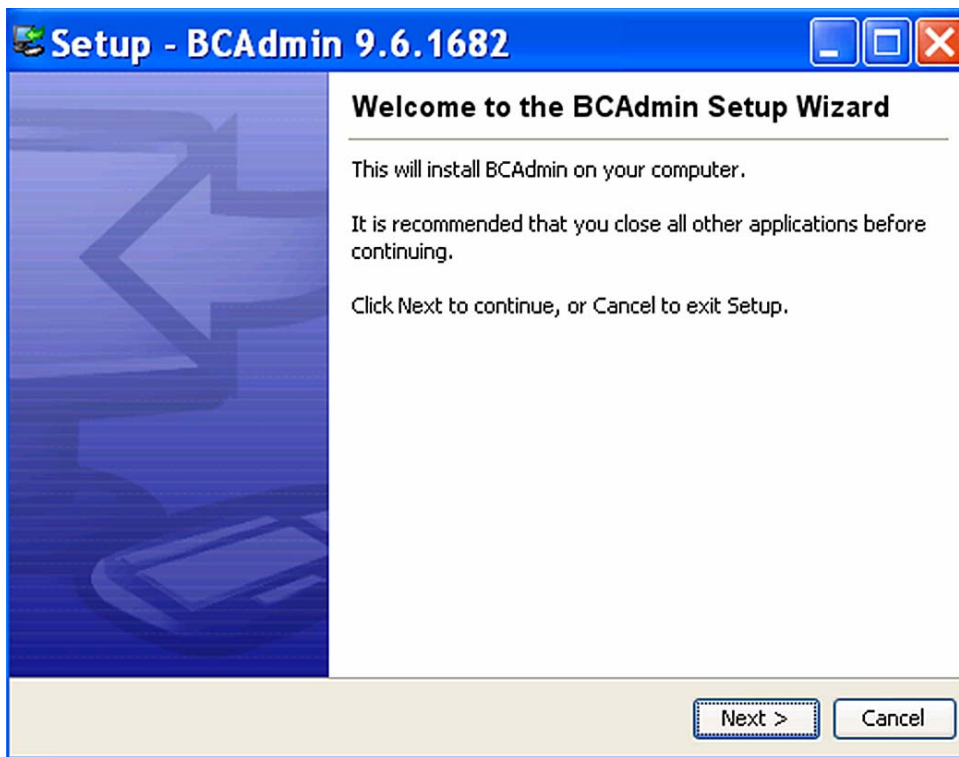 Setup - BCAdmin 9.6.1682
Welcome to the BCAdmin Setup Wizard
This will install BCAdmin on your computer.
It is recommended that you close all other applications before
continuing.
Click Next to continue, or Cancel to exit Setup.
Next >
Cancel